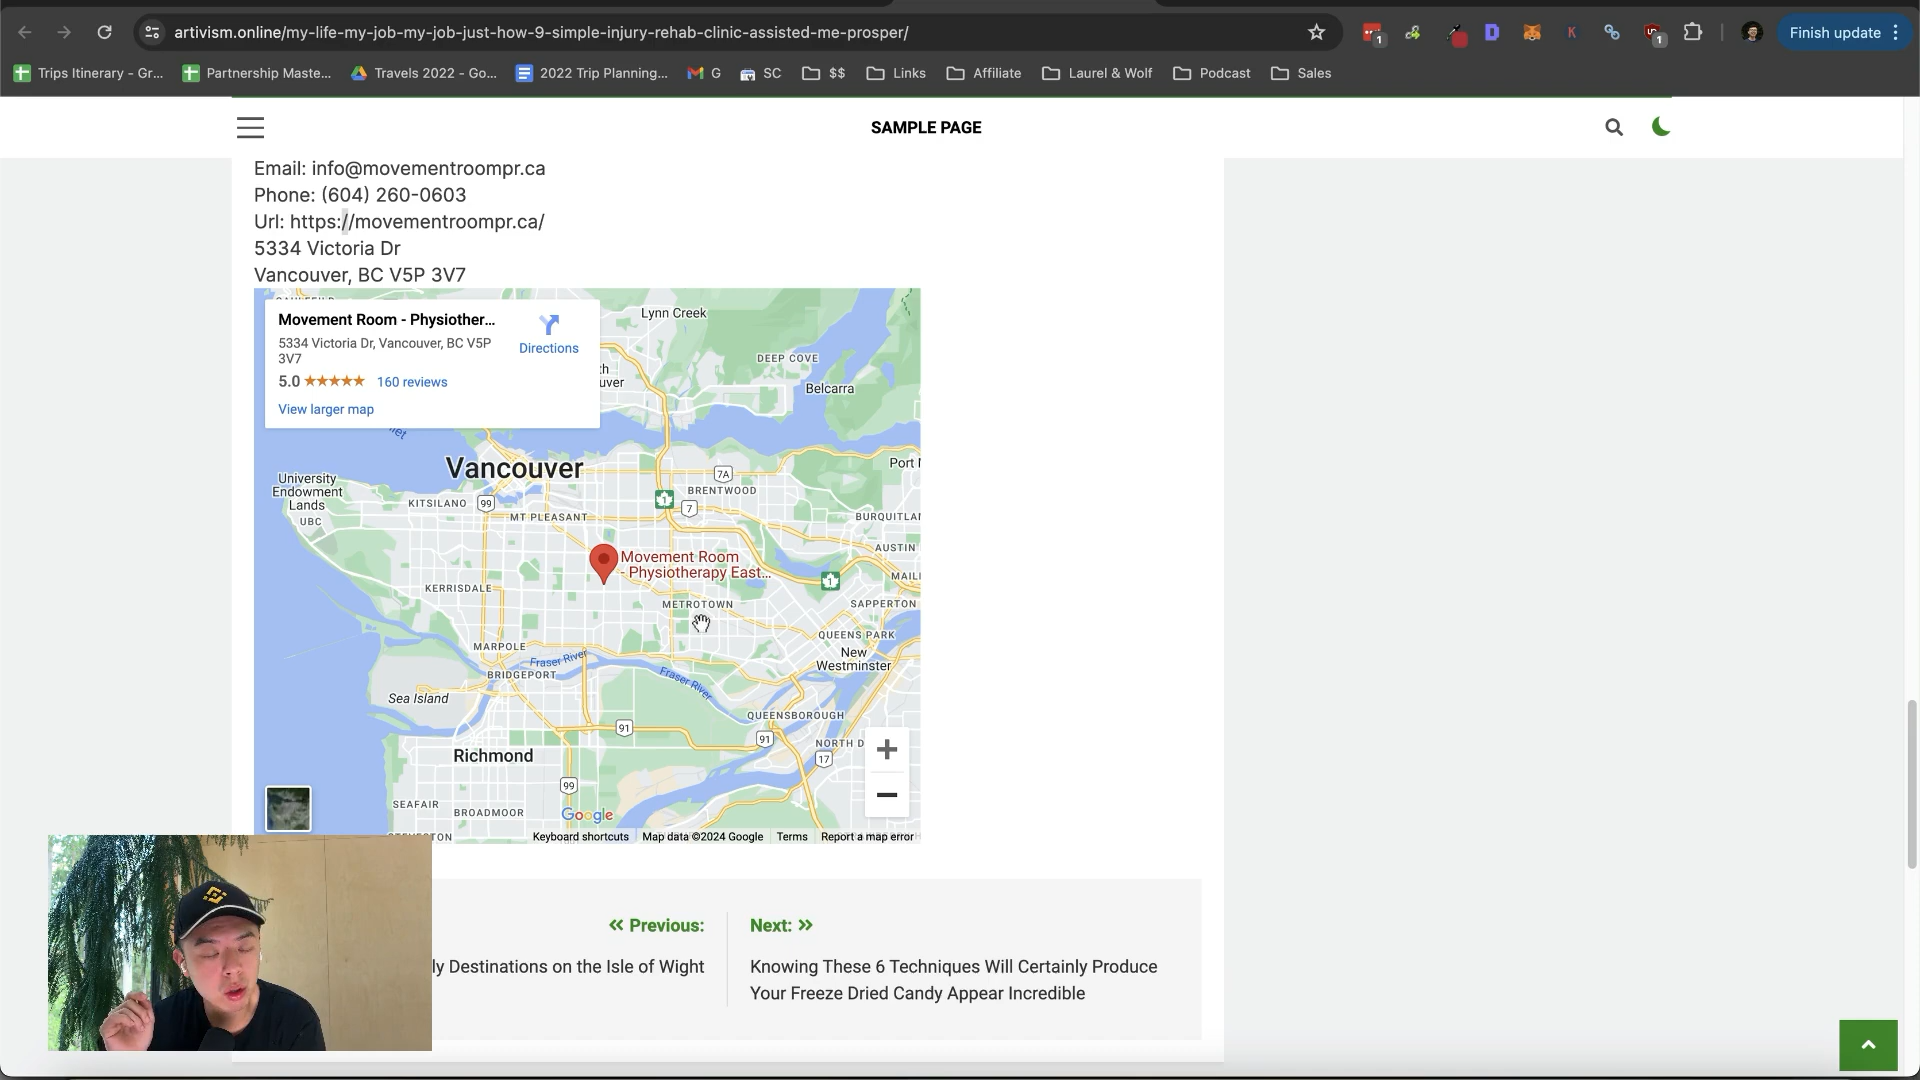 artivism.online/my-life-my-job-my-job-just-how-9-simple-injury-rehab-clinic-assisted-me-prosper/
1
K
1
Finish update
Trips Itinerary - Gr...
Partnership Maste...
Travels 2022 - Go...
2022 Trip Planning...
G
SC
$$
Links
Affiliate
Laurel & Wolf
Podcast
Sales
SAMPLE PAGE
Email: info@movementroompr.ca
Phone: (604) 260-0603
Url: https://movementroompr.ca/
5334 Victoria Dr
Vancouver, BC V5P 3V7
Movement Room - Physiother...
5334 Victoria Dr, Vancouver, BC V5P
3V7
Directions
5.0
160 reviews
View larger map
Lynn Creek
DEEP COVE
Belcarra
Vancouver
University
Endowment
Lands
UBC
KITSILANO
99
MT PLEASANT
7A
BRENTWOOD
1
7
Port
BURQUITLA
AUSTIN
MAIL
Movement Room
- Physiotherapy East...
1
KERRISDALE
METROTOWN
SAPPERTON
QUEENS PARK
New
Westminster
MARPOLE
Fraser River
BRIDGEPORT
Fraser River
Sea Island
QUEENSBOROUGH
91
91
NORTH D
17
Richmond
99
SEAFAIR
BROADMOOR
Google
Keyboard shortcuts
Map data ©2024 Google
Terms
Report a map error
Previous:
ly Destinations on the Isle of Wight
Next:
Knowing These 6 Techniques Will Certainly Produce
Your Freeze Dried Candy Appear Incredible